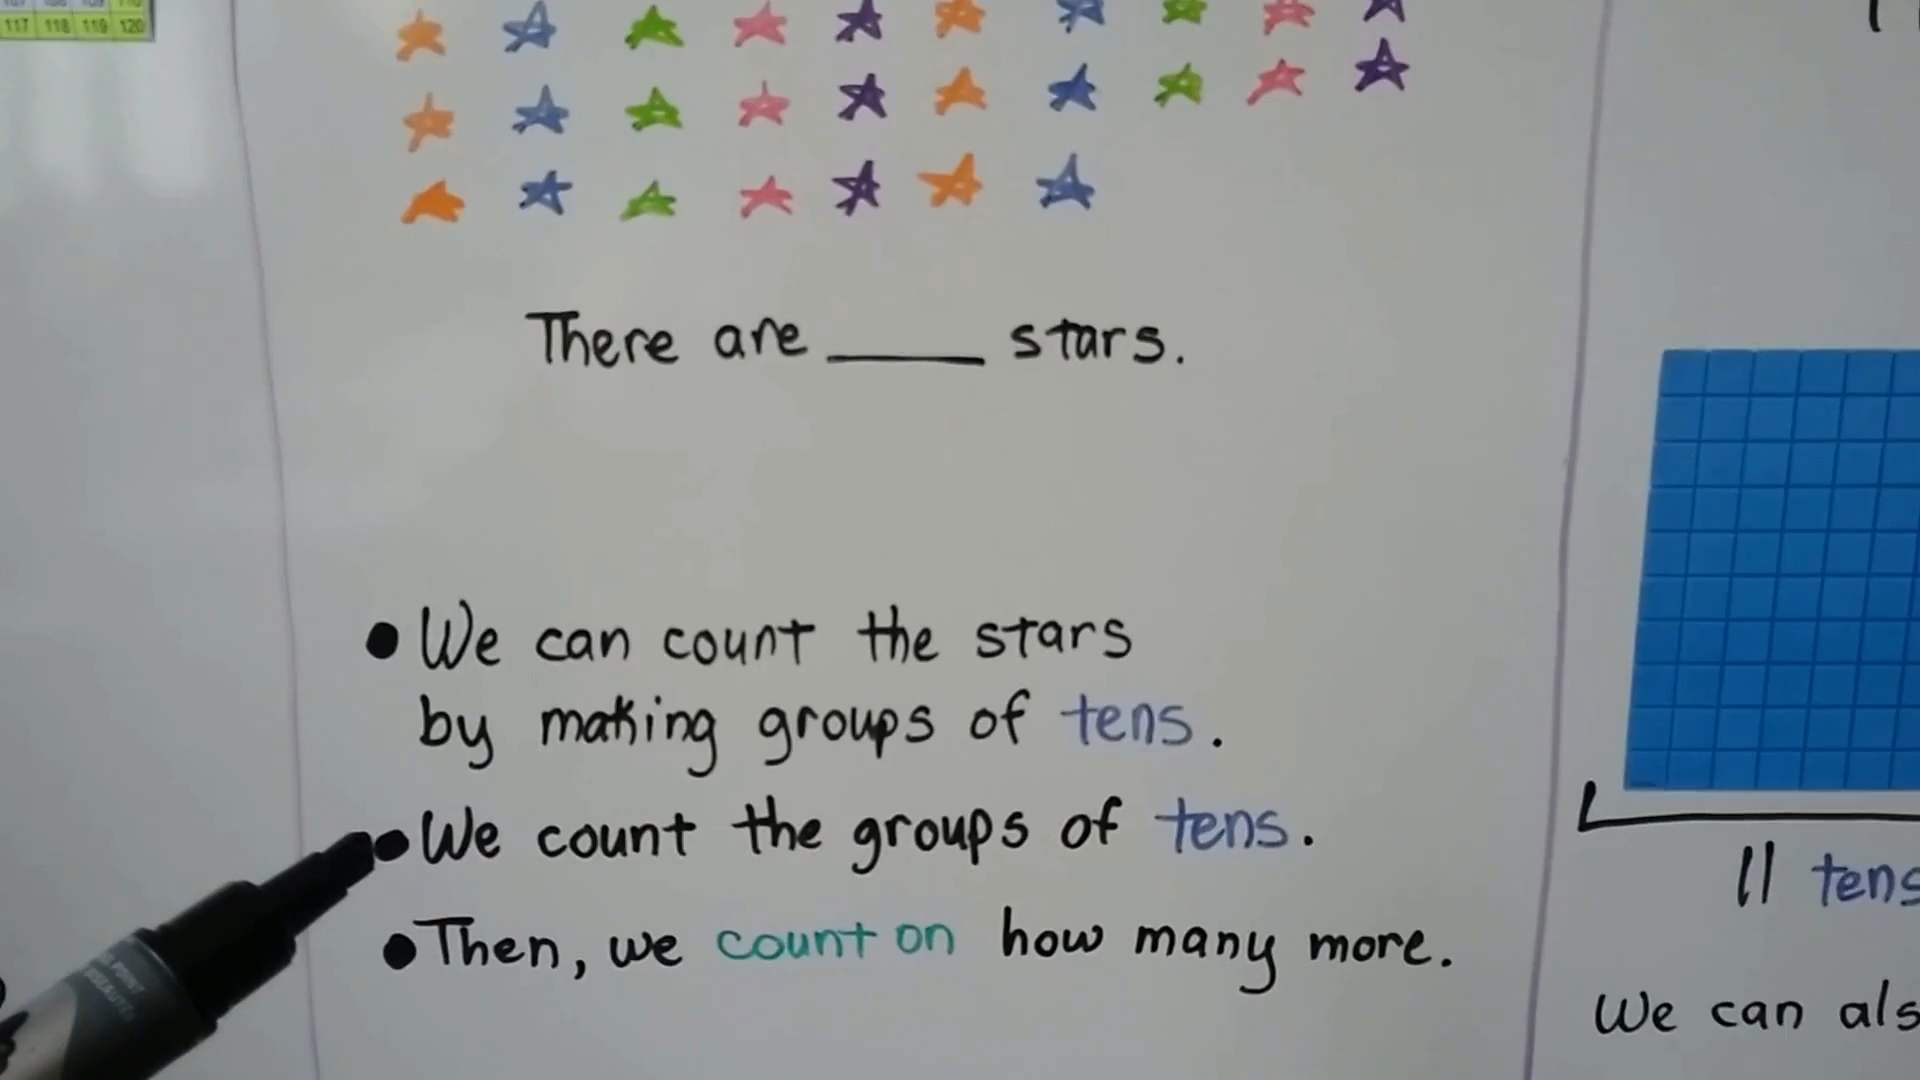 117 118 119 120
There are ____ stars.
• We can count the stars
by making groups of tens.
• We count the groups of tens.
• Then, we count on how many more.
11 tens
We can als